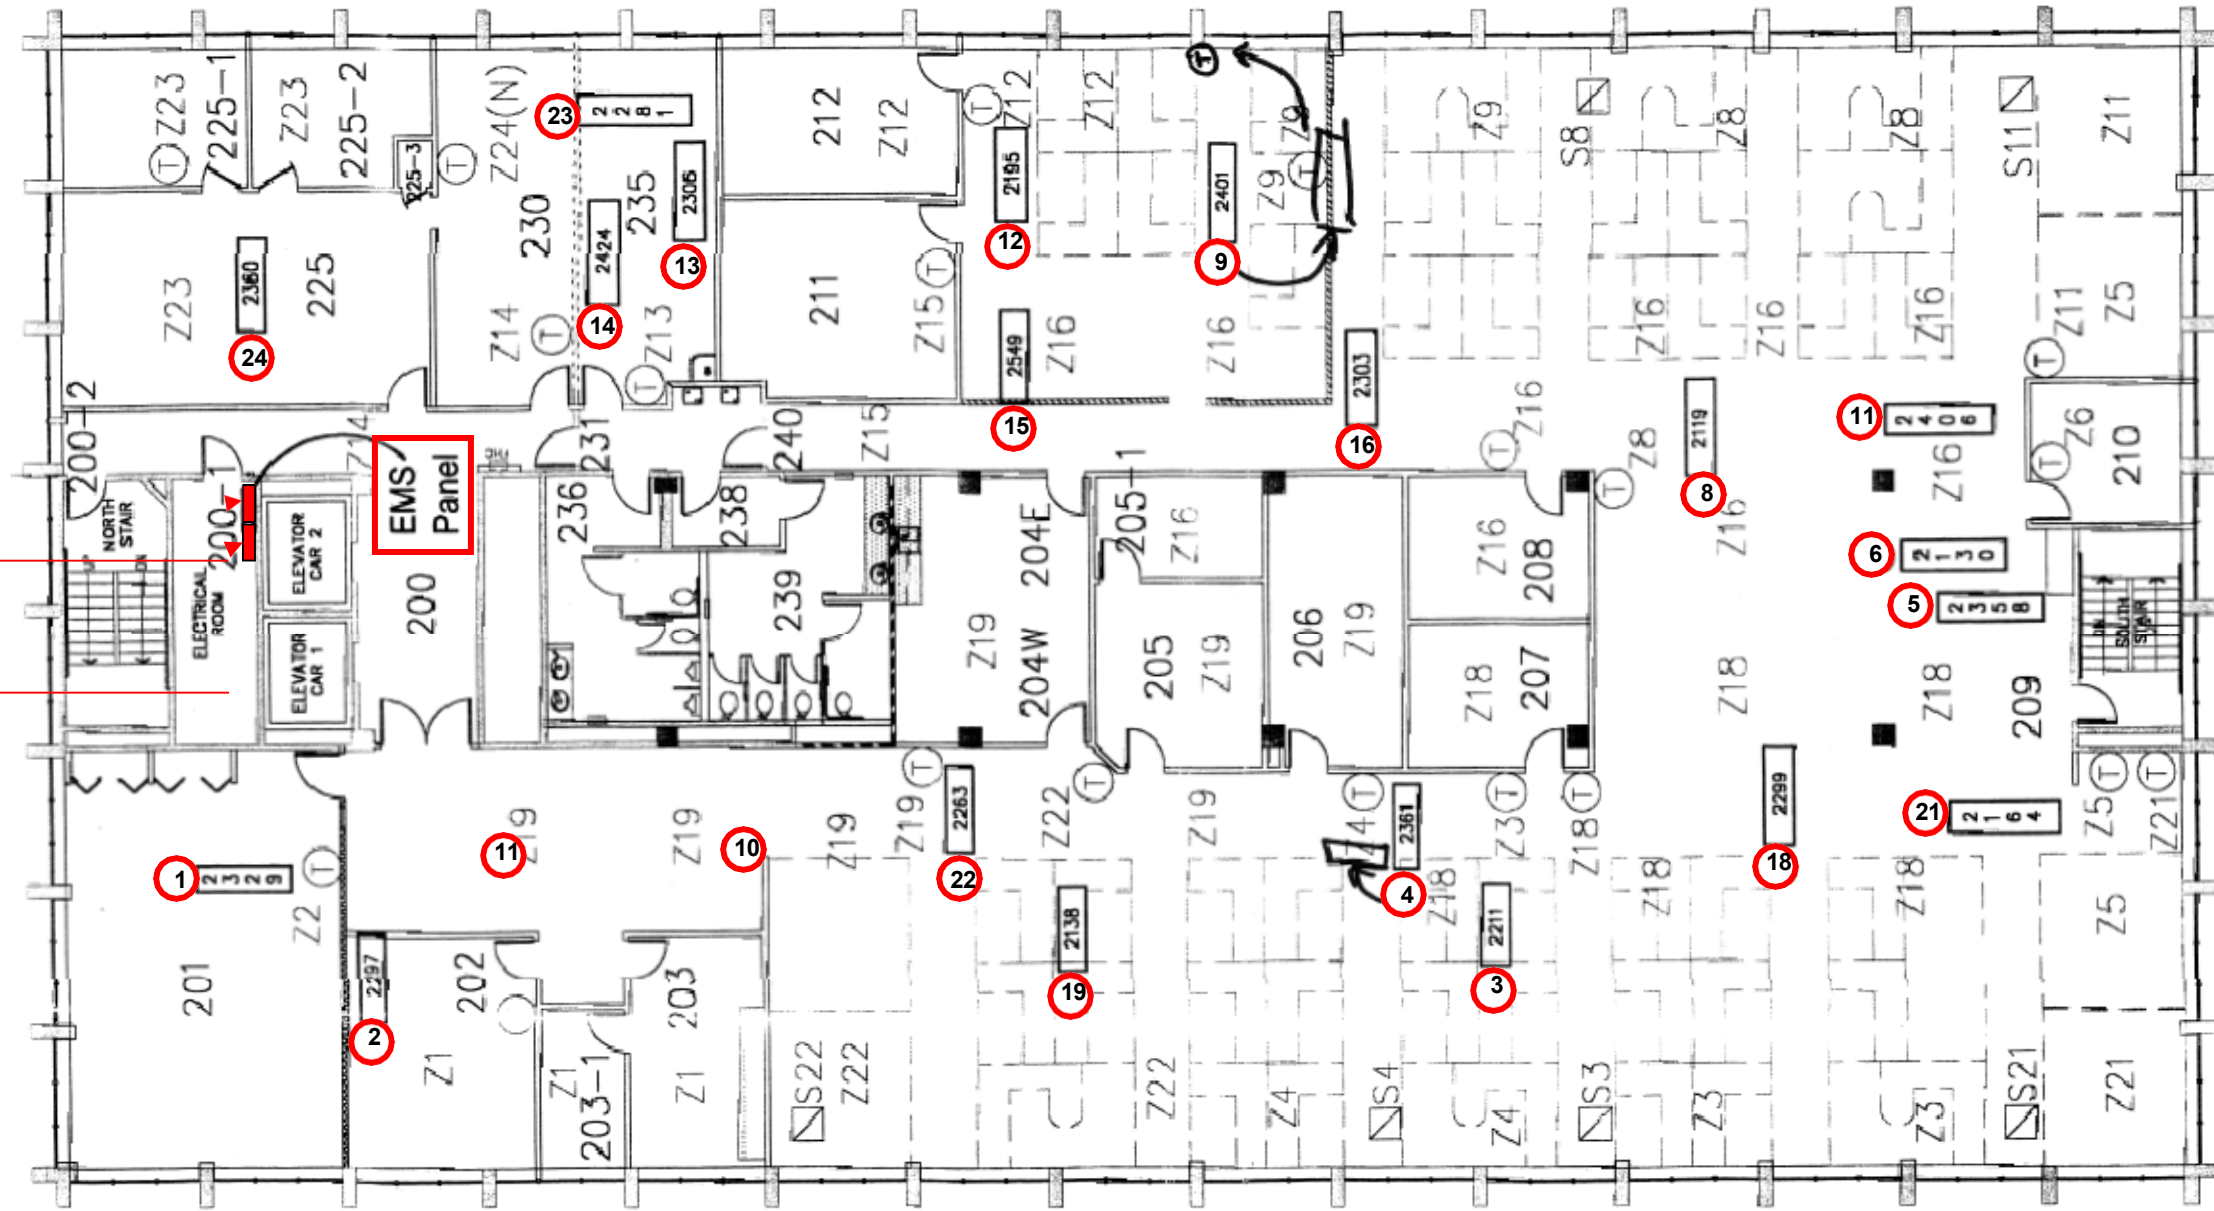 Z23
225-1
Z23
225-2
225-3
T
T
Z24(N)
23
2281
230
235
2305
13
2424
14
Z14
T
Z13
T
212
Z12
211
Z15
T
T
Z12
Z12
2195
12
2549
15
Z16
Z16
T
Z9
Z9
T
2401
9
2303
16
Z9
S8
Z8
Z8
S11
Z11
Z16
Z16
Z16
Z11
Z5
T
Z23
2360
225
24
200-2
Z14
EMS
Panel
FHC
231
240
Z15
Z16
T
Z8
T
2119
8
11
2406
Z16
Z6
T
210
NORTH
STAIR
UP
DN
200-1
ELECTRICAL
ROOM
ELEVATOR
CAR 2
ELEVATOR
CAR 1
200
236
238
239
204E
Z19
204W
205-1
Z16
205
Z19
206
Z19
Z16
208
Z18
207
Z16
Z18
6
2130
5
2358
Z18
209
DN
SOUTH
STAIR
1
2329
T
Z2
201
11
Z19
Z19
10
Z19
Z19
T
2263
22
Z22
T
Z19
T
Z4
2361
4
Z18
Z3
T
T
Z18
2211
3
Z18
2299
18
21
2164
Z18
Z5
T
T
Z21
Z5
2297
2
202
Z1
Z1
203-1
203
Z1
2138
19
S22
Z22
Z22
Z4
S4
Z4
S3
Z3
Z3
S21
Z21